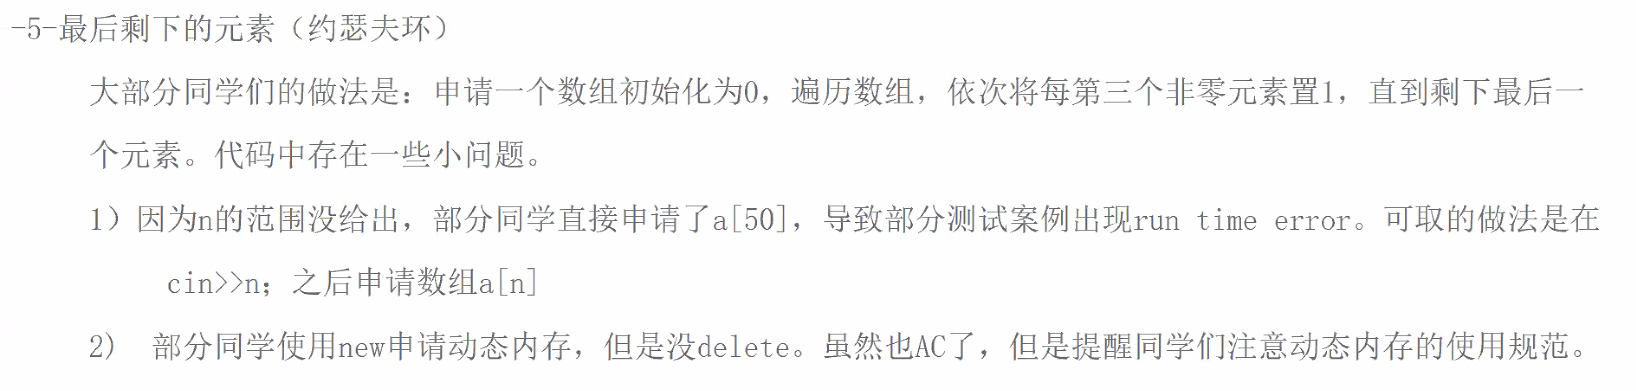 -5-最后剩下的元素（约瑟夫环）
大部分同学们的做法是：申请一个数组初始化为0，遍历数组，依次将每第三个非零元素置1，直到剩下最后一
个元素。代码中存在一些小问题。
1）因为n的范围没给出，部分同学直接申请了a[50]，导致部分测试案例出现run time error。可取的做法是在
cin>>n；之后申请数组a[n]
2） 部分同学使用new申请动态内存，但是没delete。虽然也AC了，但是提醒同学们注意动态内存的使用规范。